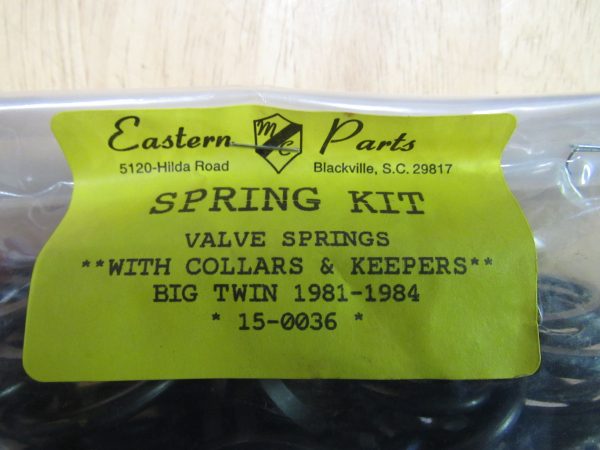 Eastern MC Parts
5120-Hilda Road Blackville, S.C. 29817
SPRING KIT
VALVE SPRINGS
**WITH COLLARS & KEEPERS**
BIG TWIN 1981-1984
* 15-0036 *